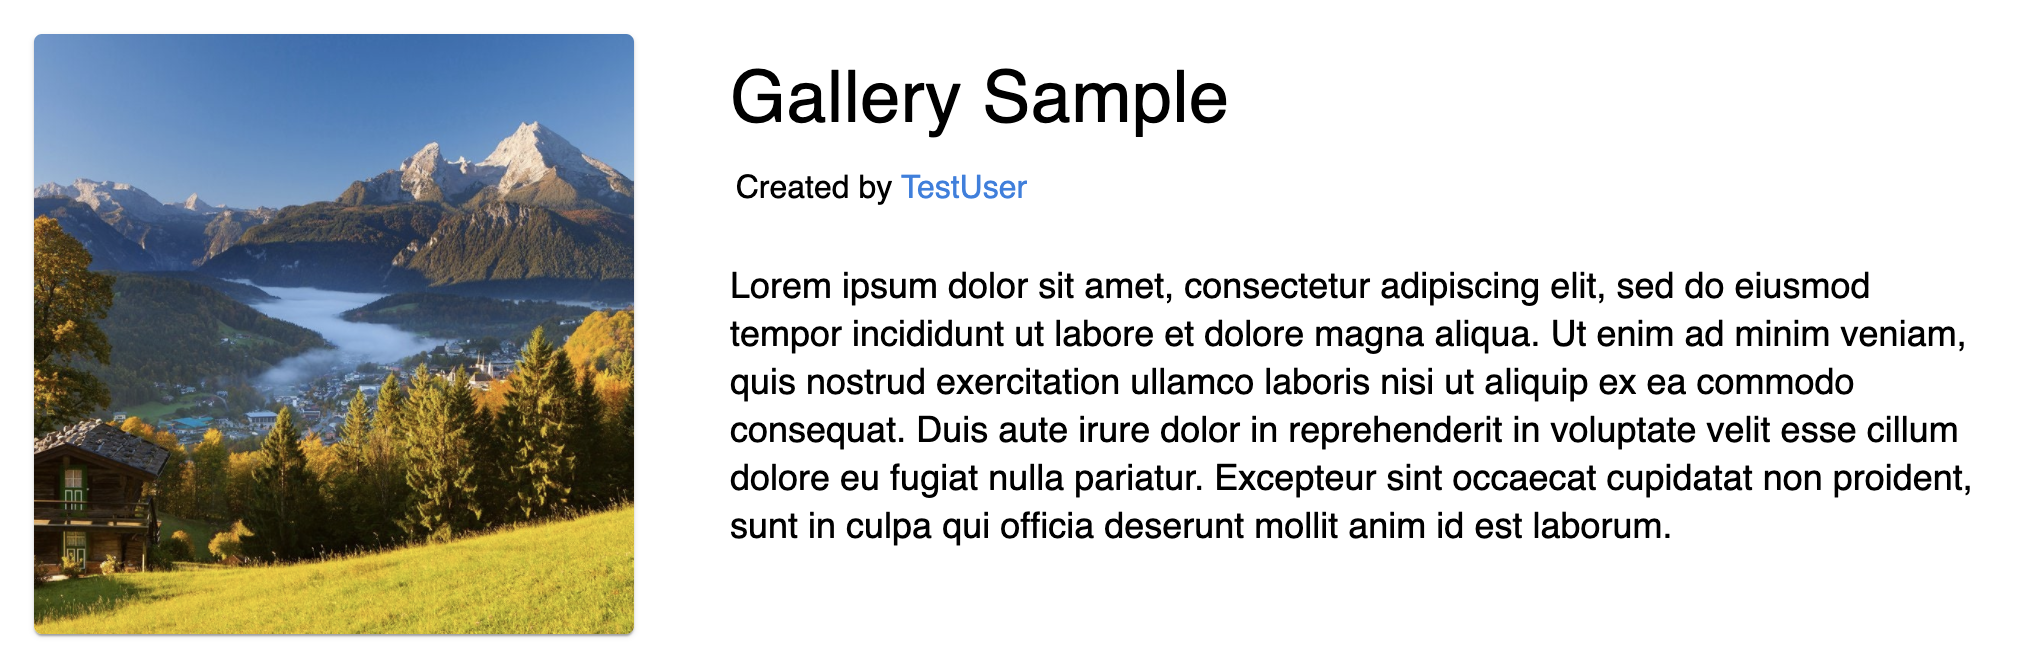 Gallery Sample
Created by TestUser
Lorem ipsum dolor sit amet, consectetur adipiscing elit, sed do eiusmod
tempor incididunt ut labore et dolore magna aliqua. Ut enim ad minim veniam,
quis nostrud exercitation ullamco laboris nisi ut aliquip ex ea commodo
consequat. Duis aute irure dolor in reprehenderit in voluptate velit esse cillum
dolore eu fugiat nulla pariatur. Excepteur sint occaecat cupidatat non proident,
sunt in culpa qui officia deserunt mollit anim id est laborum.